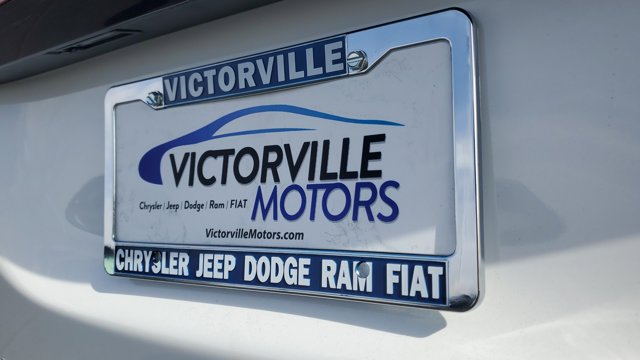 VICTORVILLE
VICTORVILLE
MOTORS
Chrysler | Jeep | Dodge | Ram | FIAT
VictorvilleMotors.com
CHRYSLER JEEP DODGE RAM FIAT